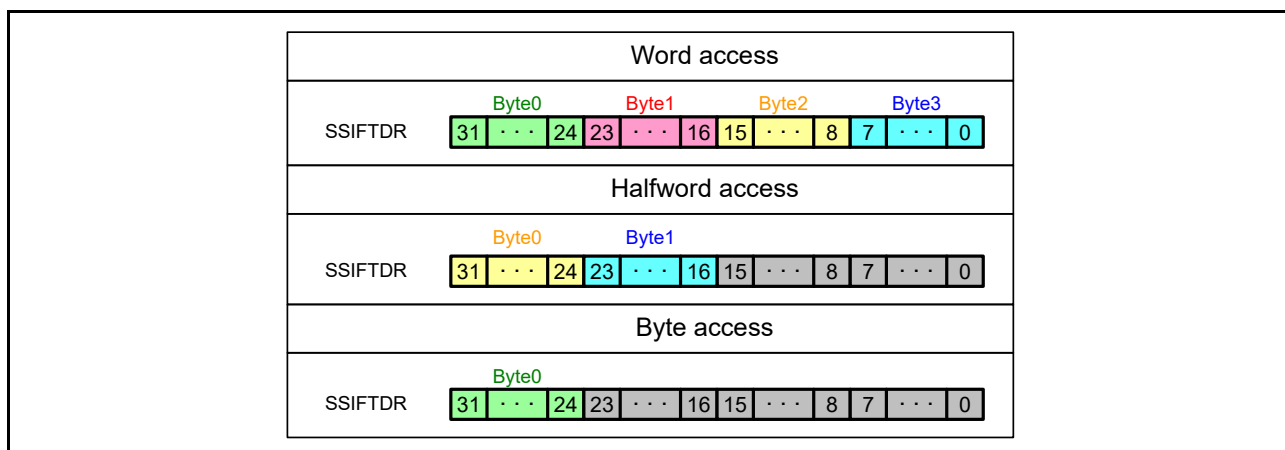 Word access
Byte0 Byte1 Byte2 Byte3
SSIFTDR 31 · · · 24 23 · · · 16 15 · · · 8 7 · · · 0
Halfword access
Byte0 Byte1
SSIFTDR 31 · · · 24 23 · · · 16 15 · · · 8 7 · · · 0
Byte access
Byte0
SSIFTDR 31 · · · 24 23 · · · 16 15 · · · 8 7 · · · 0